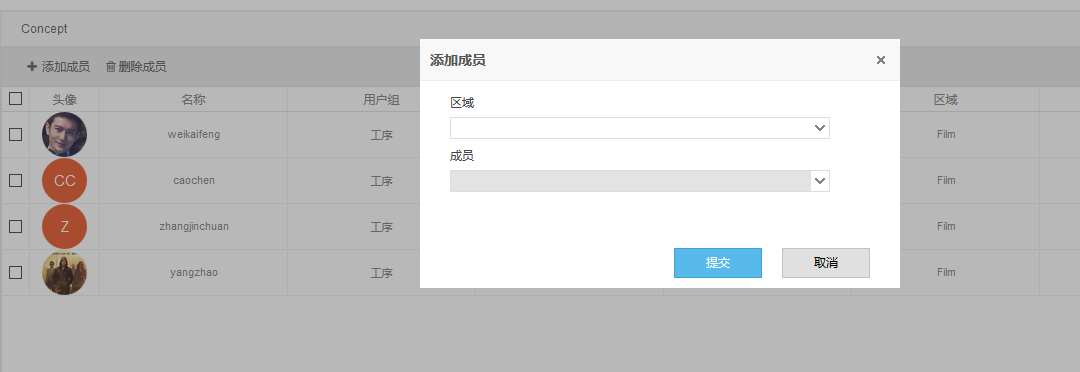 Concept
添加成员 删除成员
头像 名称 用户组 区域
weikaifeng 工序 Film
CC caochen 工序 Film
Z zhangjinchuan 工序 Film
yangzhao 工序 Film
添加成员 ×
区域
成员
提交 取消